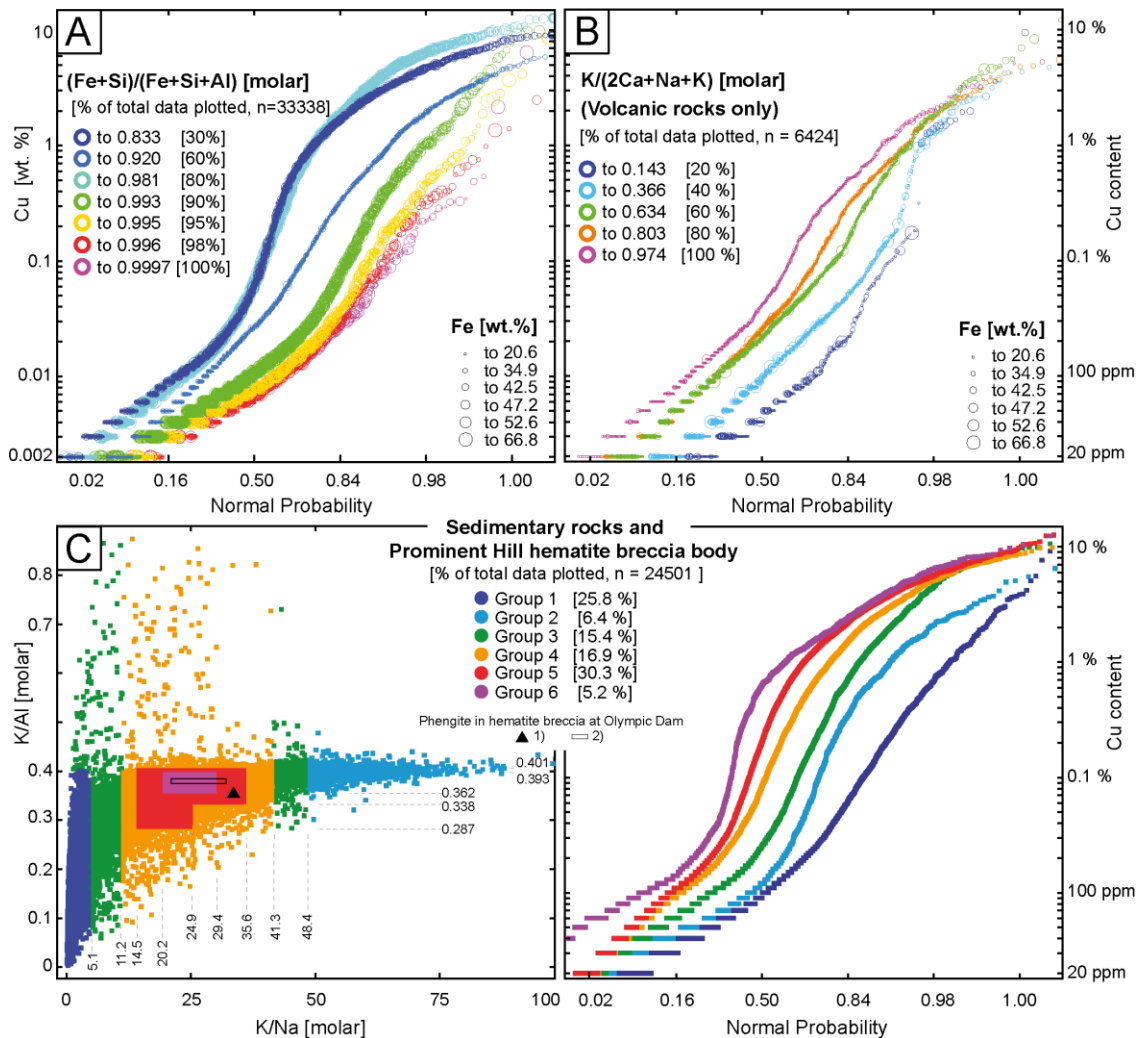 A
(Fe+Si)/(Fe+Si+Al) [molar]
[% of total data plotted, n=33338]
to 0.833 [30%]
to 0.920 [60%]
to 0.981 [80%]
to 0.993 [90%]
to 0.995 [95%]
to 0.996 [98%]
to 0.9997 [100%]
Fe [wt.%]
to 20.6
to 34.9
to 42.5
to 47.2
to 52.6
to 66.8
Cu [wt. %]
10
1
0.1
0.01
0.002
0.02 0.16 0.50 0.84 0.98 1.00
Normal Probability
B
K/(2Ca+Na+K) [molar]
(Volcanic rocks only)
[% of total data plotted, n = 6424]
to 0.143 [20 %]
to 0.366 [40 %]
to 0.634 [60 %]
to 0.803 [80 %]
to 0.974 [100 %]
Fe [wt.%]
to 20.6
to 34.9
to 42.5
to 47.2
to 52.6
to 66.8
10 %
1 %
0.1 %
100 ppm
20 ppm
Cu content
0.02 0.16 0.50 0.84 0.98 1.00
Normal Probability
C
Sedimentary rocks and
Prominent Hill hematite breccia body
[% of total data plotted, n = 24501 ]
Group 1 [25.8 %]
Group 2 [6.4 %]
Group 3 [15.4 %]
Group 4 [16.9 %]
Group 5 [30.3 %]
Group 6 [5.2 %]
Phengite in hematite breccia at Olympic Dam
1) 2)
K/Al [molar]
0.8
0.7
0.4
0.3
0.2
0.1
0
0.401
0.393
0.362
0.338
0.287
5.1 11.2 14.5 20.2 24.9 29.4 35.6 41.3 48.4
0 25 50 75 100
K/Na [molar]
10 %
1 %
0.1 %
100 ppm
20 ppm
Cu content
0.02 0.16 0.50 0.84 0.98 1.00
Normal Probability